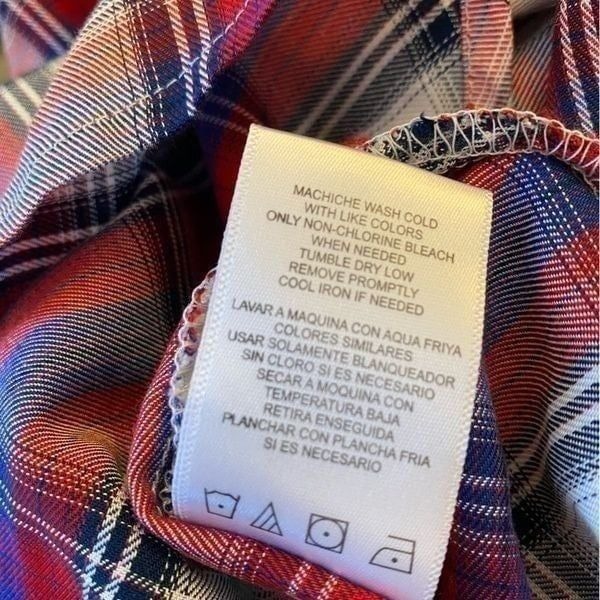 MACHICHE WASH COLD
WITH LIKE COLORS
ONLY NON-CHLORINE BLEACH
WHEN NEEDED
TUMBLE DRY LOW
REMOVE PROMPTLY
COOL IRON IF NEEDED
LAVAR A MAQUINA CON AQUA FRIYA
COLORES SIMILARES
USAR SOLAMENTE BLANQUEADOR
SIN CLORO SI ES NECESARIO
SECAR A MOQUINA CON
TEMPERATURA BAJA
RETIRA ENSEGUIDA
PLANCHAR CON PLANCHA FRIA
SI ES NECESARIO